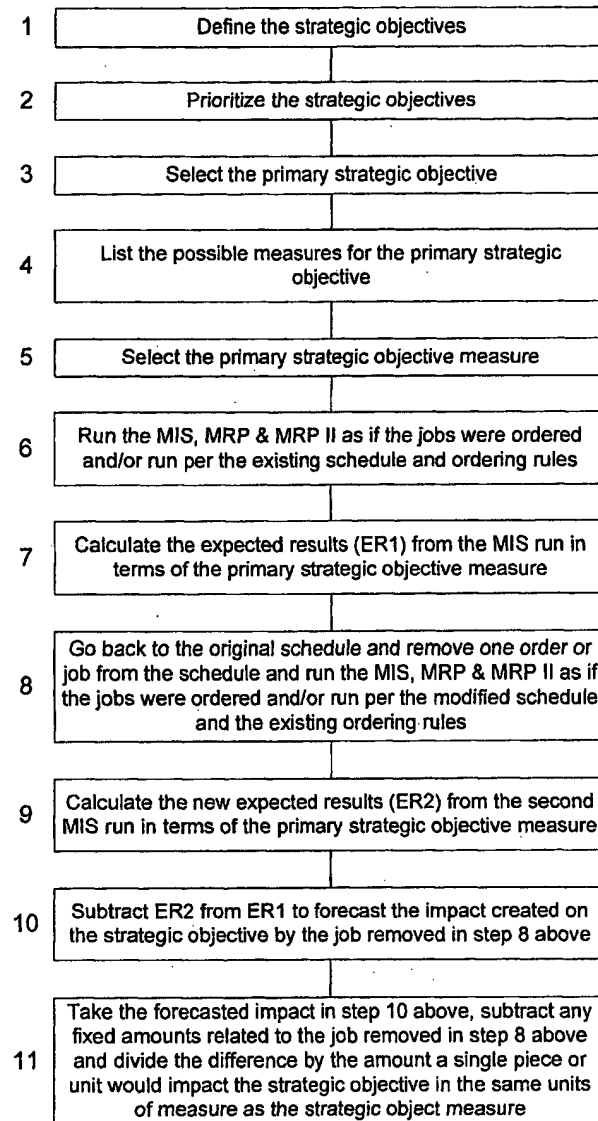 1
Define the strategic objectives
2
Prioritize the strategic objectives
3
Select the primary strategic objective
4
List the possible measures for the primary strategic
objective
5
Select the primary strategic objective measure
6
Run the MIS, MRP & MRP II as if the jobs were ordered
and/or run per the existing schedule and ordering rules
7
Calculate the expected results (ER1) from the MIS run in
terms of the primary strategic objective measure
8
Go back to the original schedule and remove one order or
job from the schedule and run the MIS, MRP & MRP II as if
the jobs were ordered and/or run per the modified schedule
and the existing ordering rules
9
Calculate the new expected results (ER2) from the second
MIS run in terms of the primary strategic objective measure
10
Subtract ER2 from ER1 to forecast the impact created on
the strategic objective by the job removed in step 8 above
11
Take the forecasted impact in step 10 above, subtract any
fixed amounts related to the job removed in step 8 above
and divide the difference by the amount a single piece or
unit would impact the strategic objective in the same units
of measure as the strategic object measure